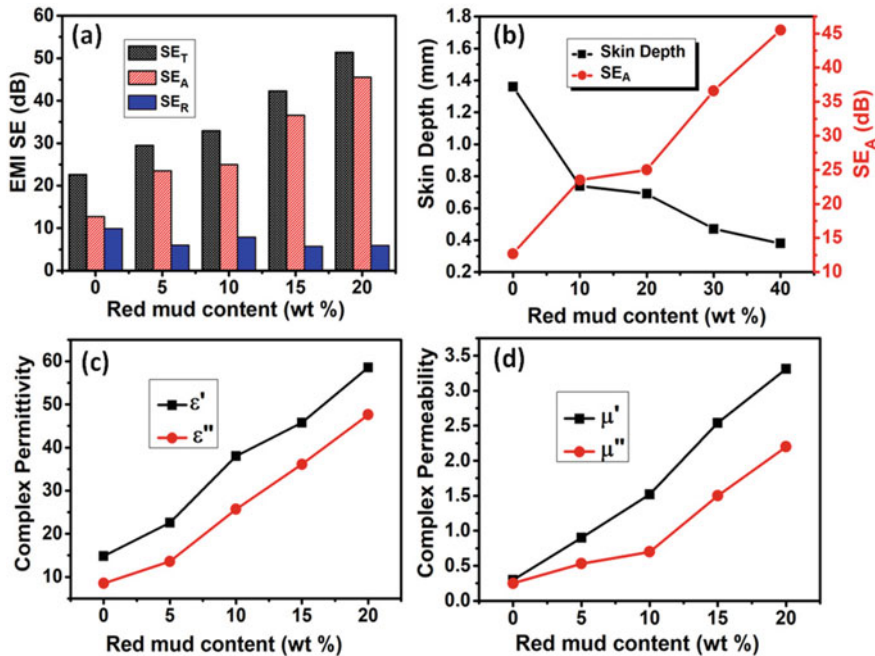 (a)
SE_T
SE_A
SE_R
EMI SE (dB)
60
50
40
30
20
10
0
0 5 10 15 20
Red mud content (wt %)
(b)
Skin Depth
SE_A
Skin Depth (mm)
1.8
1.6
1.4
1.2
1.0
0.8
0.6
0.4
0.2
45
40
35
30
25
20
15
10
SE_A (dB)
0 10 20 30 40
Red mud content (wt %)
(c)
ε'
ε"
Complex Permittivity
60
50
40
30
20
10
0 5 10 15 20
Red mud content (wt %)
(d)
μ'
μ"
Complex Permeability
3.5
3.0
2.5
2.0
1.5
1.0
0.5
0.0
0 5 10 15 20
Red mud content (wt %)